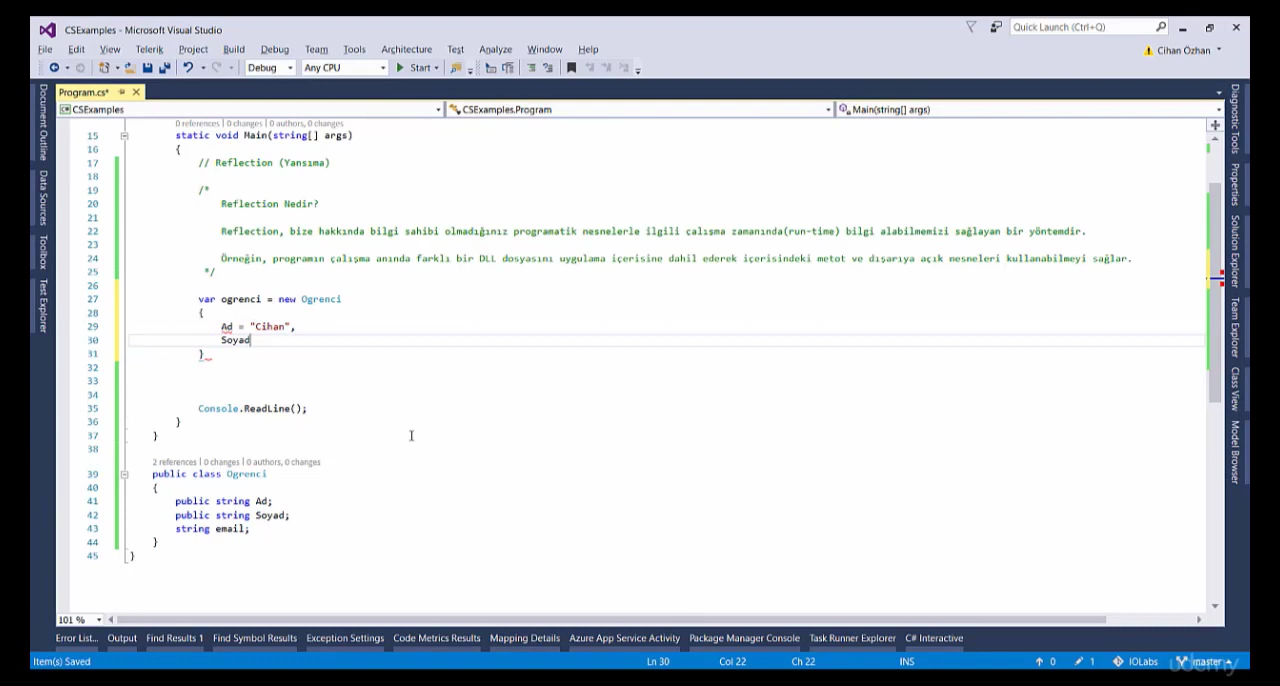 CSExamples - Microsoft Visual Studio
Quick Launch (Ctrl+Q)
File Edit View Telerik Project Build Debug Team Tools Architecture Test Analyze Window Help
Cihan Özhan
Debug Any CPU Start
Program.cs*
CSExamples CSExamples.Program Main(string[] args)
0 references | 0 changes | 0 authors, 0 changes
15 static void Main(string[] args)
16 {
17 // Reflection (Yansıma)
18
19 /*
20 Reflection Nedir?
21
22 Reflection, bize hakkında bilgi sahibi olmadığınız programatik nesnelerle ilgili çalışma zamanında(run-time) bilgi alabilmemizi sağlayan bir yöntemdir.
23
24 Örneğin, programın çalışma anında farklı bir DLL dosyasını uygulama içerisine dahil ederek içerisindeki metot ve dışarıya açık nesneleri kullanabilmeyi sağlar.
25 */
26
27 var ogrenci = new Ogrenci
28 {
29 Ad = "Cihan",
30 Soyad
31 }
32
33
34
35 Console.ReadLine();
36 }
37 }
38
2 references | 0 changes | 0 authors, 0 changes
39 public class Ogrenci
40 {
41 public string Ad;
42 public string Soyad;
43 string email;
44 }
45 }
101 %
Error List... Output Find Results 1 Find Symbol Results Exception Settings Code Metrics Results Mapping Details Azure App Service Activity Package Manager Console Task Runner Explorer C# Interactive
Item(s) Saved Ln 30 Col 22 Ch 22 INS 0 1 IOLabs master
udemy
Document Outline
Data Sources
Toolbox
Test Explorer
Diagnostic Tools
Properties
Solution Explorer
Team Explorer
Class View
Model Browser